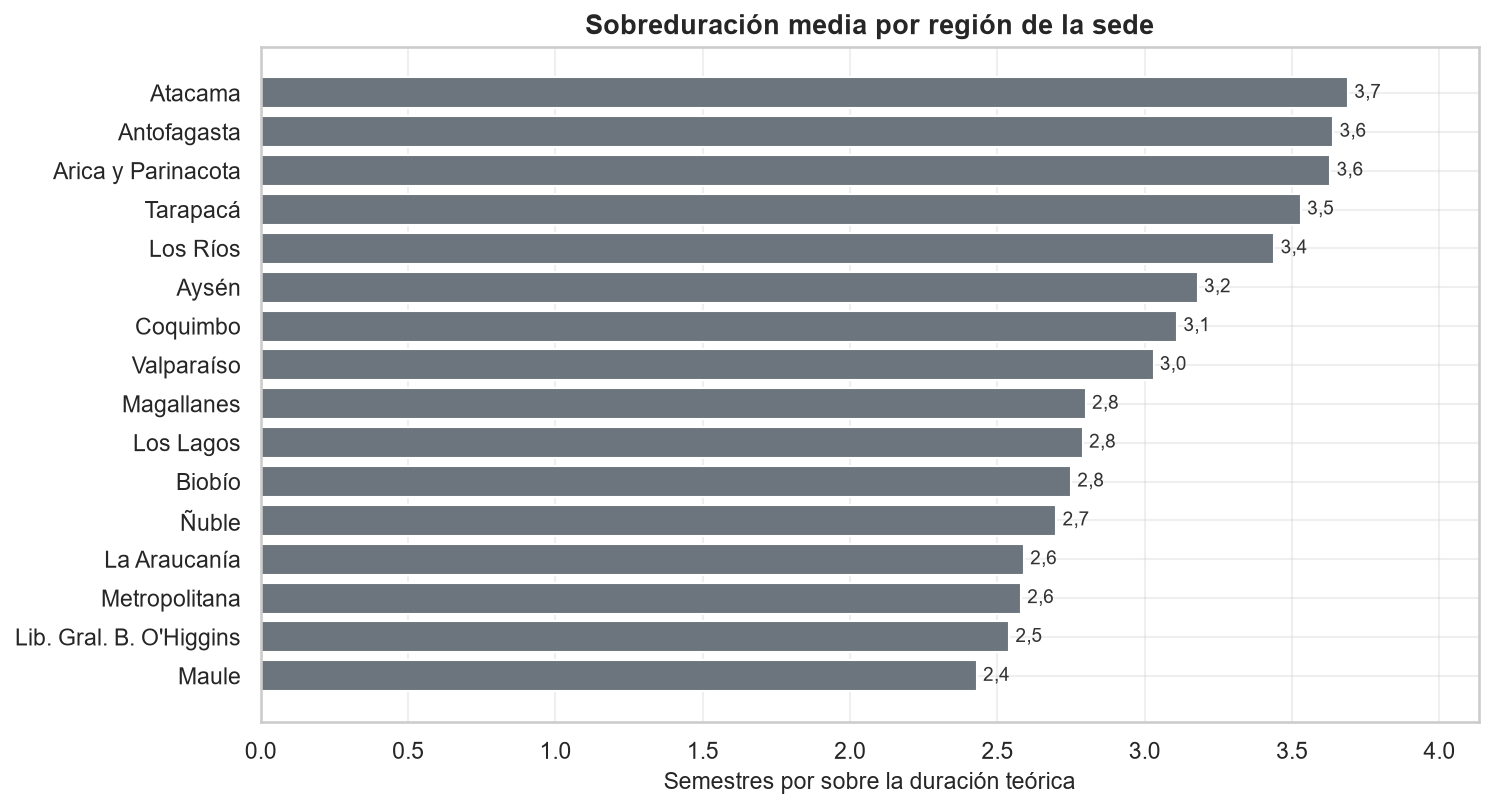 Sobreduración media por región de la sede
Atacama 3,7
Antofagasta 3,6
Arica y Parinacota 3,6
Tarapacá 3,5
Los Ríos 3,4
Aysén 3,2
Coquimbo 3,1
Valparaíso 3,0
Magallanes 2,8
Los Lagos 2,8
Biobío 2,8
Ñuble 2,7
La Araucanía 2,6
Metropolitana 2,6
Lib. Gral. B. O'Higgins 2,5
Maule 2,4
0.0 0.5 1.0 1.5 2.0 2.5 3.0 3.5 4.0
Semestres por sobre la duración teórica